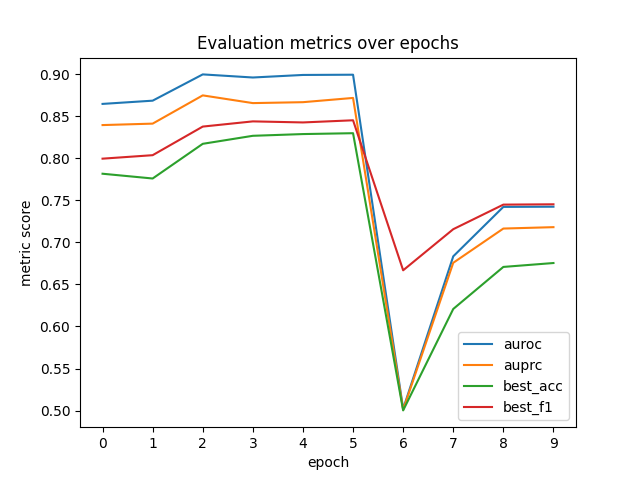 Evaluation metrics over epochs
metric score
0.90
0.85
0.80
0.75
0.70
0.65
0.60
0.55
0.50
auroc
auprc
best_acc
best_f1
0 1 2 3 4 5 6 7 8 9
epoch